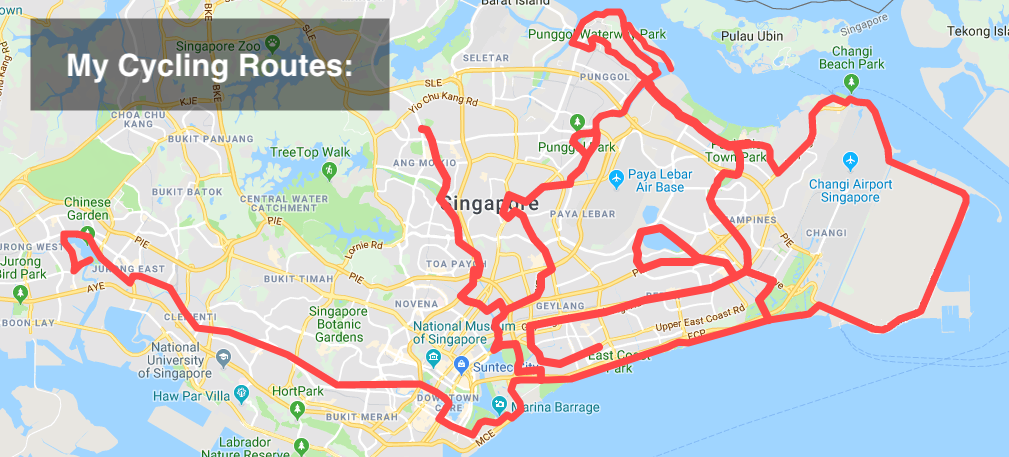 Barat Island
Punggol Waterway Park
Pulau Ubin
Singapore
Tekong Isla
Singapore Zoo
My Cycling Routes:
SELETAR
Changi
Beach Park
SLE
SLE
PUNGGOL
BKE
BKE
KJE
Yio Chu Kang Rd
CHOA CHU
KANG
BUKIT PANJANG
TreeTop Walk
ANG MO KIO
Town Park
Paya Lebar
Air Base
Changi Airport
Singapore
BUKIT BATOK
CENTRAL WATER
CATCHMENT
Singapore
PAYA LEBAR
Chinese
Garden
PIE
PIE
Lornie Rd
CHANGI
PIE
JURONG WEST
Jurong
Bird Park
JURONG EAST
TOA PAYOH
PIE
BUKIT TIMAH
AYE
NOVENA
GEYLANG
Singapore
Botanic
Gardens
Upper East Coast Rd
BOON LAY
CLEMENTI
National Museum
of Singapore
ECP
National
University
of Singapore
Suntec City
East Coast
Park
HortPark
Haw Par Villa
DOWNTOWN
CORE
Marina Barrage
BUKIT MERAH
MCE
Labrador
Nature Reserve